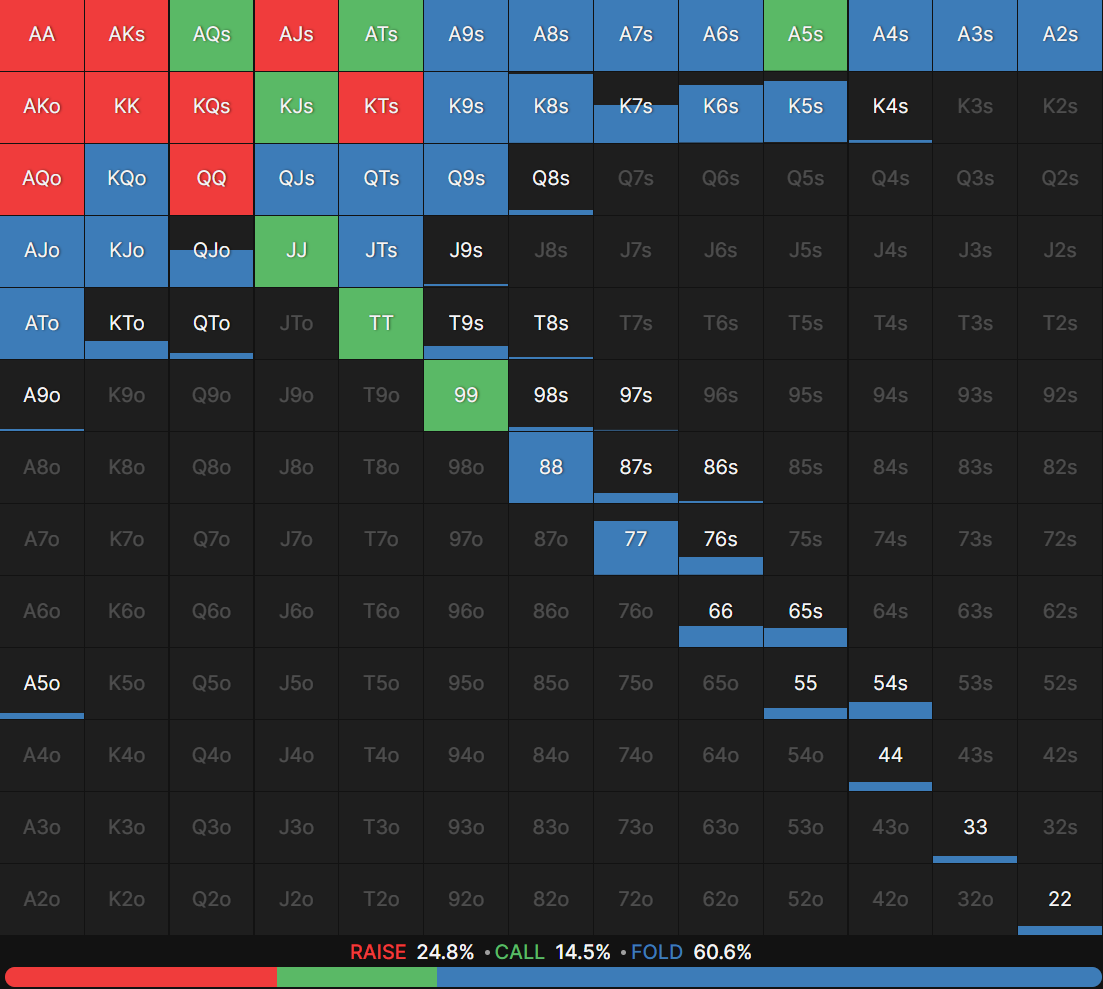 AA AKs AQs AJs ATs A9s A8s A7s A6s A5s A4s A3s A2s
AKo KK KQs KJs KTs K9s K8s K7s K6s K5s K4s K3s K2s
AQo KQo QQ QJs QTs Q9s Q8s Q7s Q6s Q5s Q4s Q3s Q2s
AJo KJo QJo JJ JTs J9s J8s J7s J6s J5s J4s J3s J2s
ATo KTo QTo JTo TT T9s T8s T7s T6s T5s T4s T3s T2s
A9o K9o Q9o J9o T9o 99 98s 97s 96s 95s 94s 93s 92s
A8o K8o Q8o J8o T8o 98o 88 87s 86s 85s 84s 83s 82s
A7o K7o Q7o J7o T7o 97o 87o 77 76s 75s 74s 73s 72s
A6o K6o Q6o J6o T6o 96o 86o 76o 66 65s 64s 63s 62s
A5o K5o Q5o J5o T5o 95o 85o 75o 65o 55 54s 53s 52s
A4o K4o Q4o J4o T4o 94o 84o 74o 64o 54o 44 43s 42s
A3o K3o Q3o J3o T3o 93o 83o 73o 63o 53o 43o 33 32s
A2o K2o Q2o J2o T2o 92o 82o 72o 62o 52o 42o 32o 22
RAISE 24.8% • CALL 14.5% • FOLD 60.6%